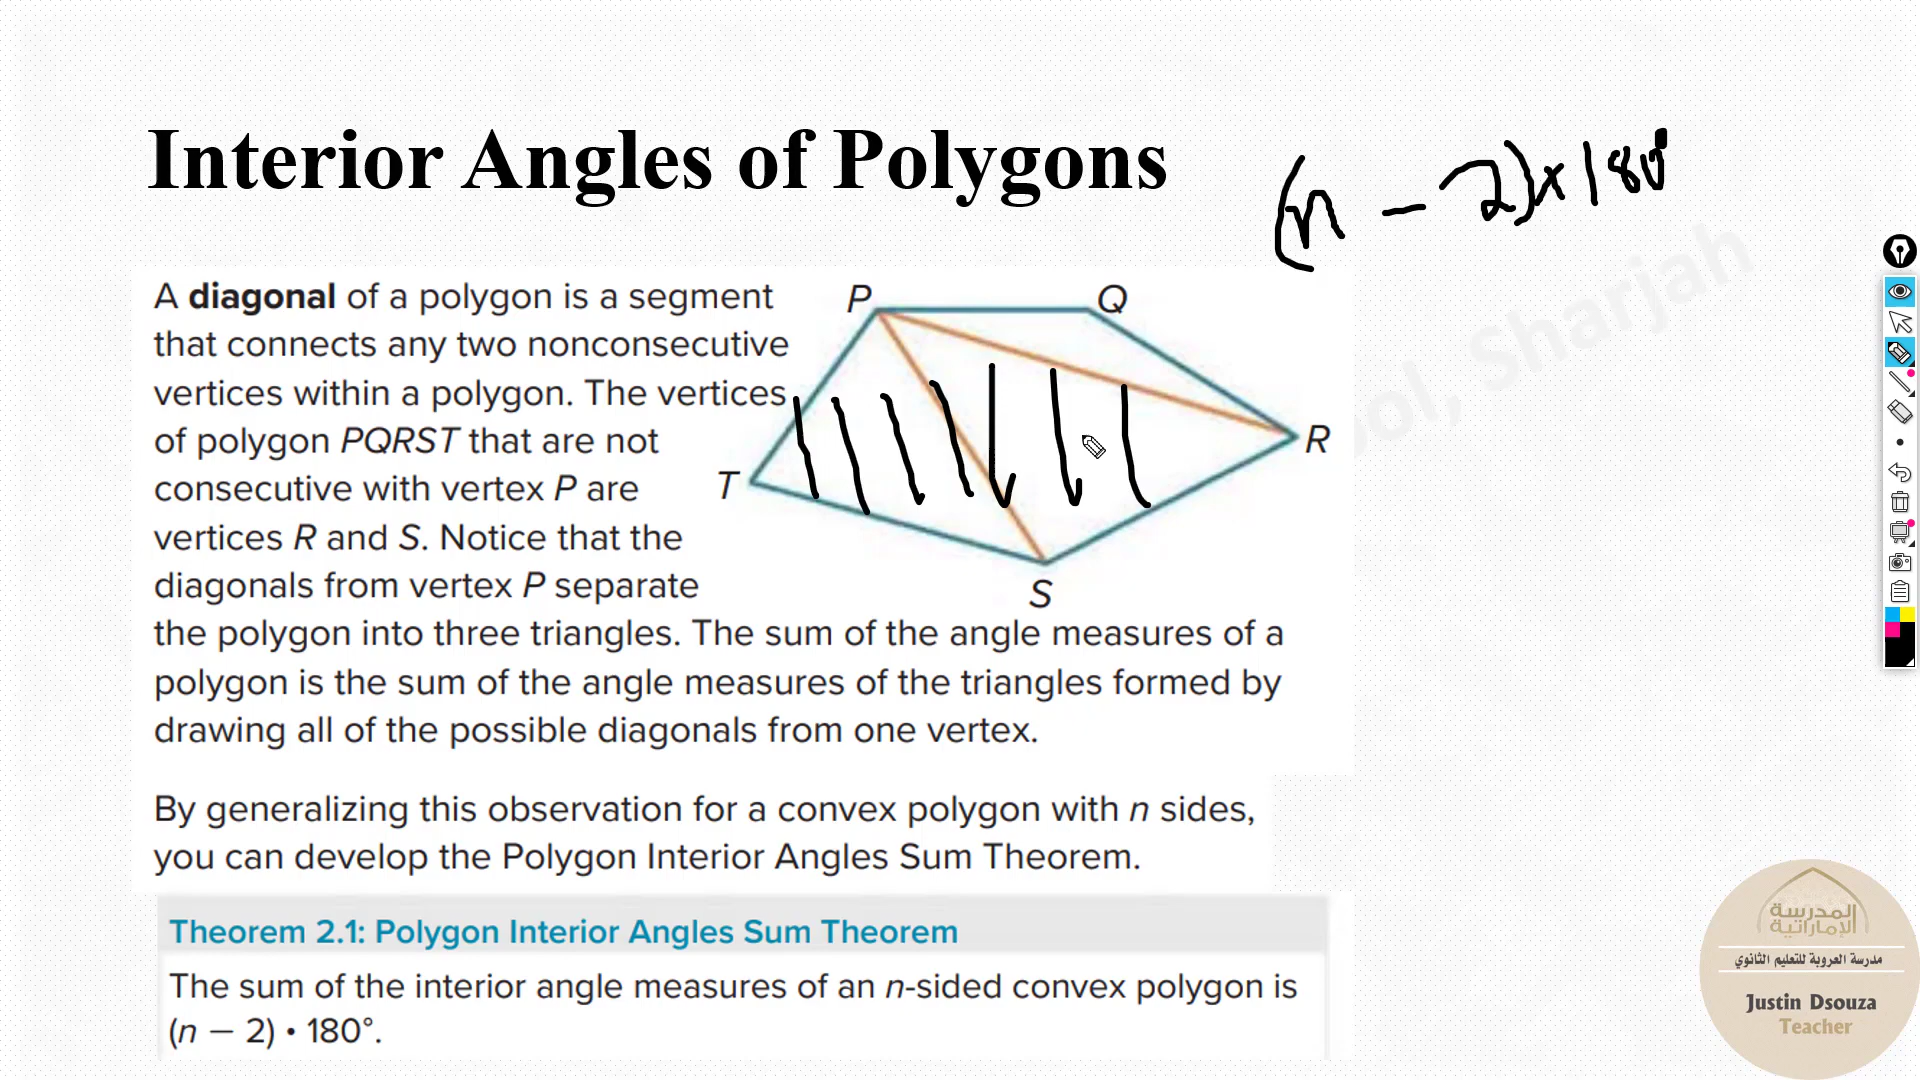 Interior Angles of Polygons
(n - 2) x 180°
A diagonal of a polygon is a segment
that connects any two nonconsecutive
vertices within a polygon. The vertices
of polygon PQRST that are not
consecutive with vertex P are
vertices R and S. Notice that the
diagonals from vertex P separate
the polygon into three triangles. The sum of the angle measures of a
polygon is the sum of the angle measures of the triangles formed by
drawing all of the possible diagonals from one vertex.
P
Q
R
S
T
ool, Sharjah
By generalizing this observation for a convex polygon with n sides,
you can develop the Polygon Interior Angles Sum Theorem.
Theorem 2.1: Polygon Interior Angles Sum Theorem
The sum of the interior angle measures of an n-sided convex polygon is
(n − 2) • 180°.
المدرسة
الإماراتية
مدرسة العروبة للتعليم الثانوي
Justin Dsouza
Teacher